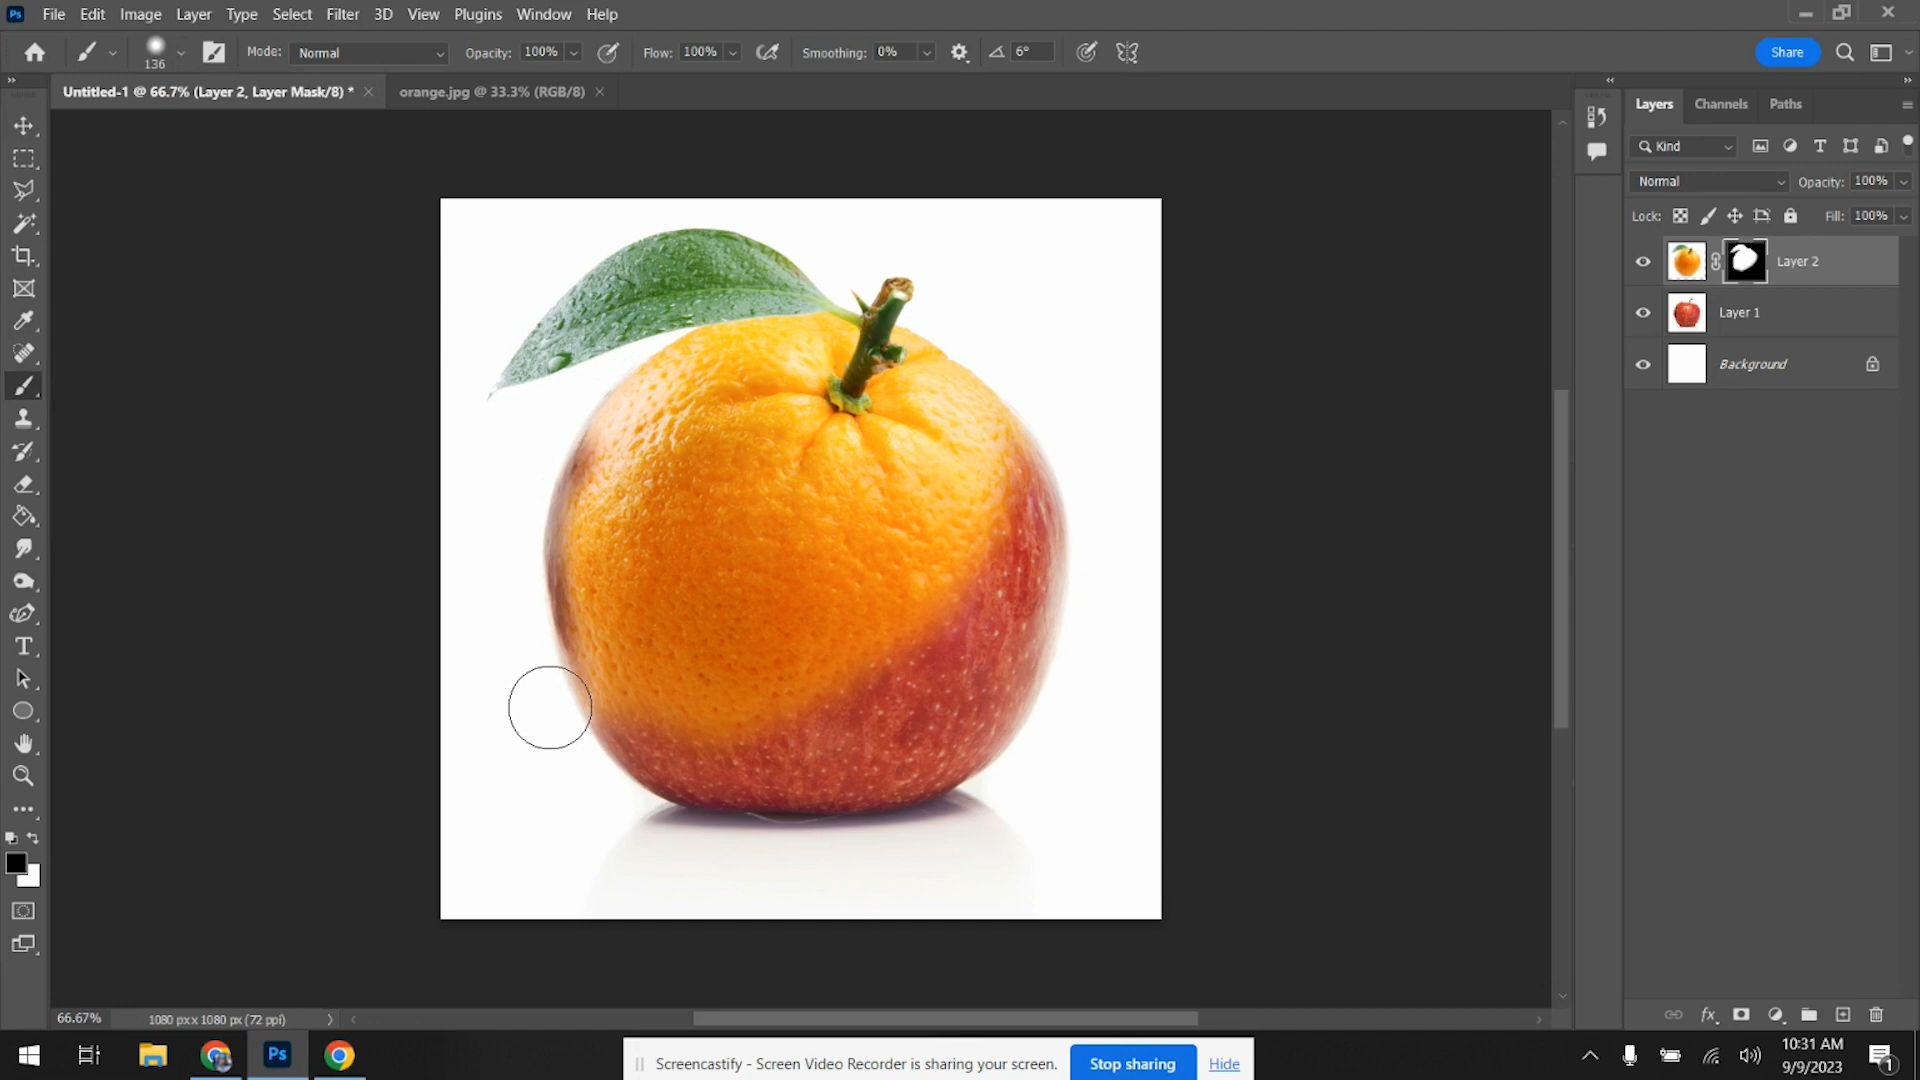 Ps File Edit Image Layer Type Select Filter 3D View Plugins Window Help
136 Mode: Normal Opacity: 100% Flow: 100% Smoothing: 0% 6° Share
Untitled-1 @ 66.7% (Layer 2, Layer Mask/8) * orange.jpg @ 33.3% (RGB/8)
Layers Channels Paths
Kind
Normal Opacity: 100%
Lock: Fill: 100%
Layer 2
Layer 1
Background
66.67% 1080 px x 1080 px (72 ppi)
Screencastify - Screen Video Recorder is sharing your screen. Stop sharing Hide
10:31 AM
9/9/2023
1